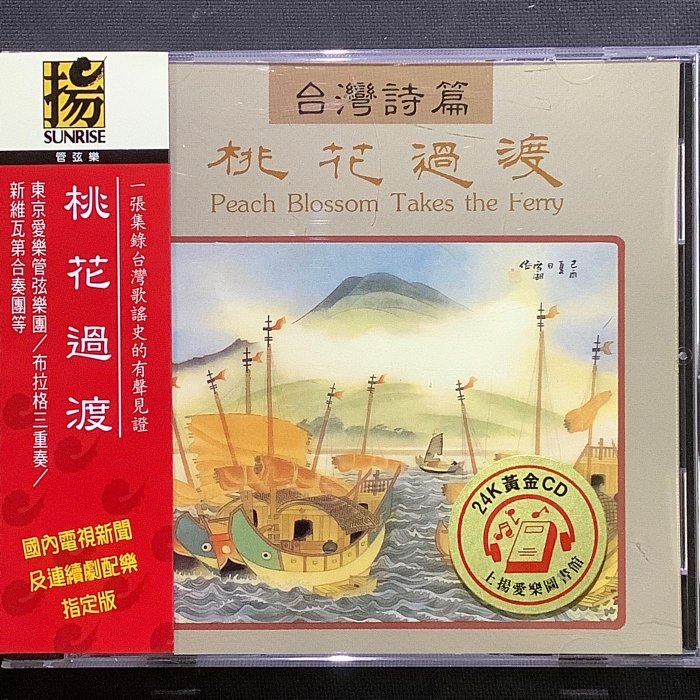 揚
SUNRISE
管弦樂
桃花過渡
一張集錄台灣歌謠史的有聲見證
東京愛樂管弦樂團／布拉格三重奏／
新維瓦第合奏團等
國內電視新聞
及連續劇配樂
指定版
台灣詩篇
桃花過渡
Peach Blossom Takes the Ferry
24K黃金CD
上揚愛樂圖書館